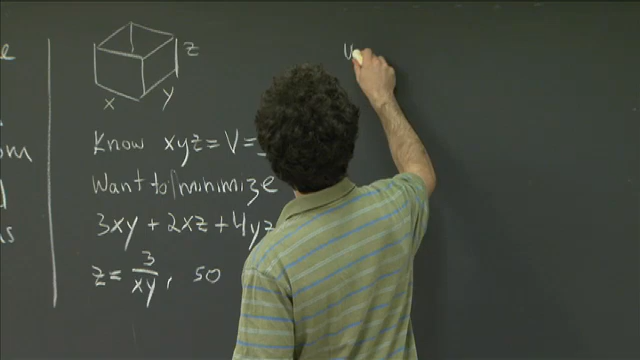 z
x y
Know xyz = V =
Want to minimize
3xy + 2xz + 4yz
z = 3/xy, so